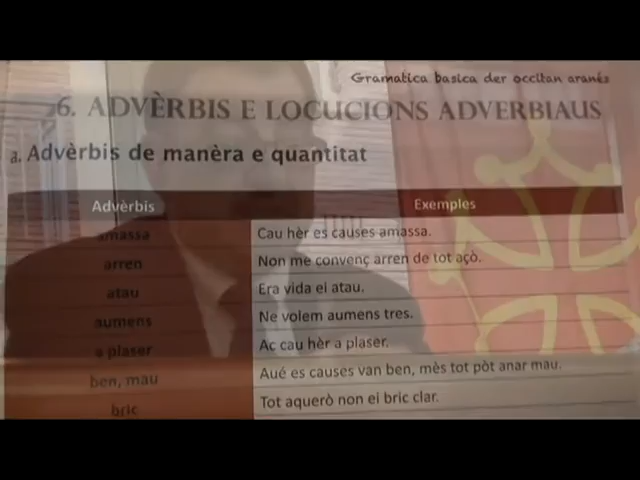 Gramatica basica der occitan aranés
6. ADVÈRBIS E LOCUCIONS ADVERBIAUS
a. Advèrbis de manèra e quantitat
Advèrbis Exemples
amassa Cau hèr es causes amassa.
arren Non me convenç arren de tot açò.
atau Era vida ei atau.
aumens Ne volem aumens tres.
a plaser Ac cau hèr a plaser.
ben, mau Aué es causes van ben, mès tot pòt anar mau.
bric Tot aquerò non ei bric clar.